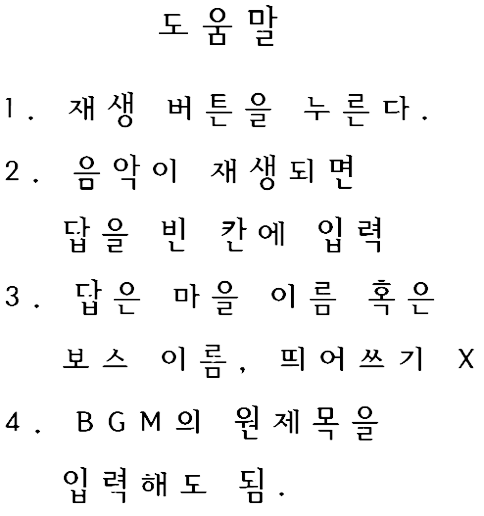 도움말
1. 재생 버튼을 누른다.
2. 음악이 재생되면
답을 빈 칸에 입력
3. 답은 마을 이름 혹은
보스 이름, 띄어쓰기 X
4. BGM의 원제목을
입력해도 됨.